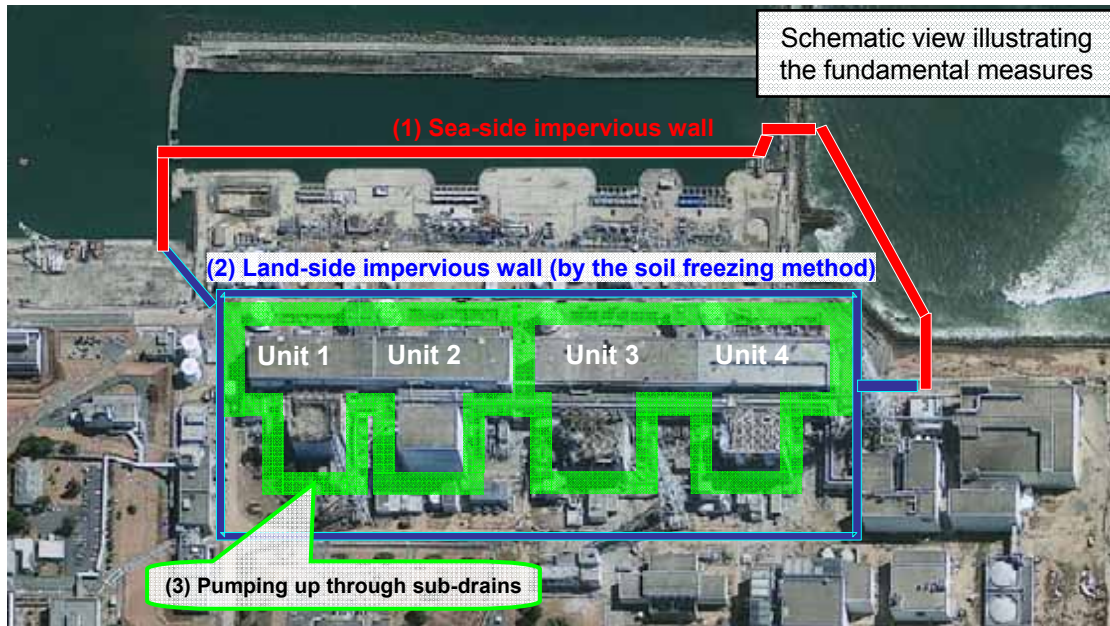 Schematic view illustrating
the fundamental measures
(1) Sea-side impervious wall
(2) Land-side impervious wall (by the soil freezing method)
Unit 1
Unit 2
Unit 3
Unit 4
(3) Pumping up through sub-drains